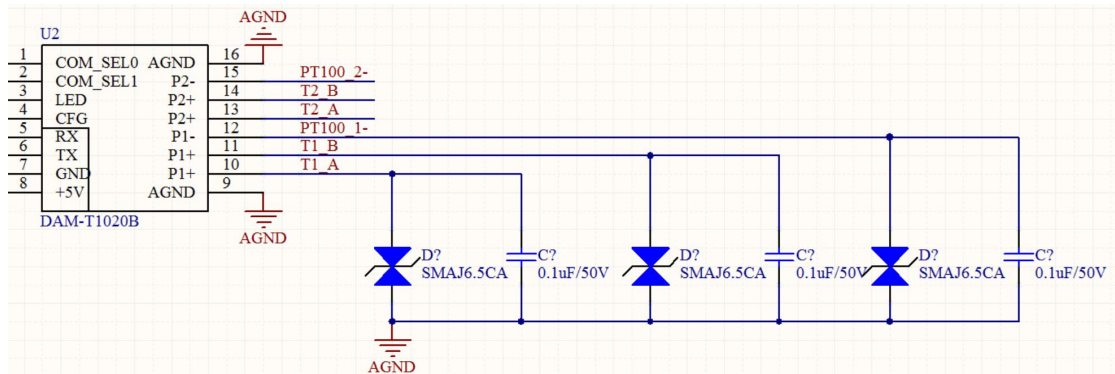 AGND
U2
1 COM_SEL0 AGND 16
2 COM_SEL1 P2- 15 PT100_2-
3 LED P2+ 14 T2_B
4 CFG P2+ 13 T2_A
5 RX P1- 12 PT100_1-
6 TX P1+ 11 T1_B
7 GND P1+ 10 T1_A
8 +5V AGND 9
DAM-T1020B
AGND
D? C? D? C? D? C?
SMAJ6.5CA 0.1uF/50V SMAJ6.5CA 0.1uF/50V SMAJ6.5CA 0.1uF/50V
AGND